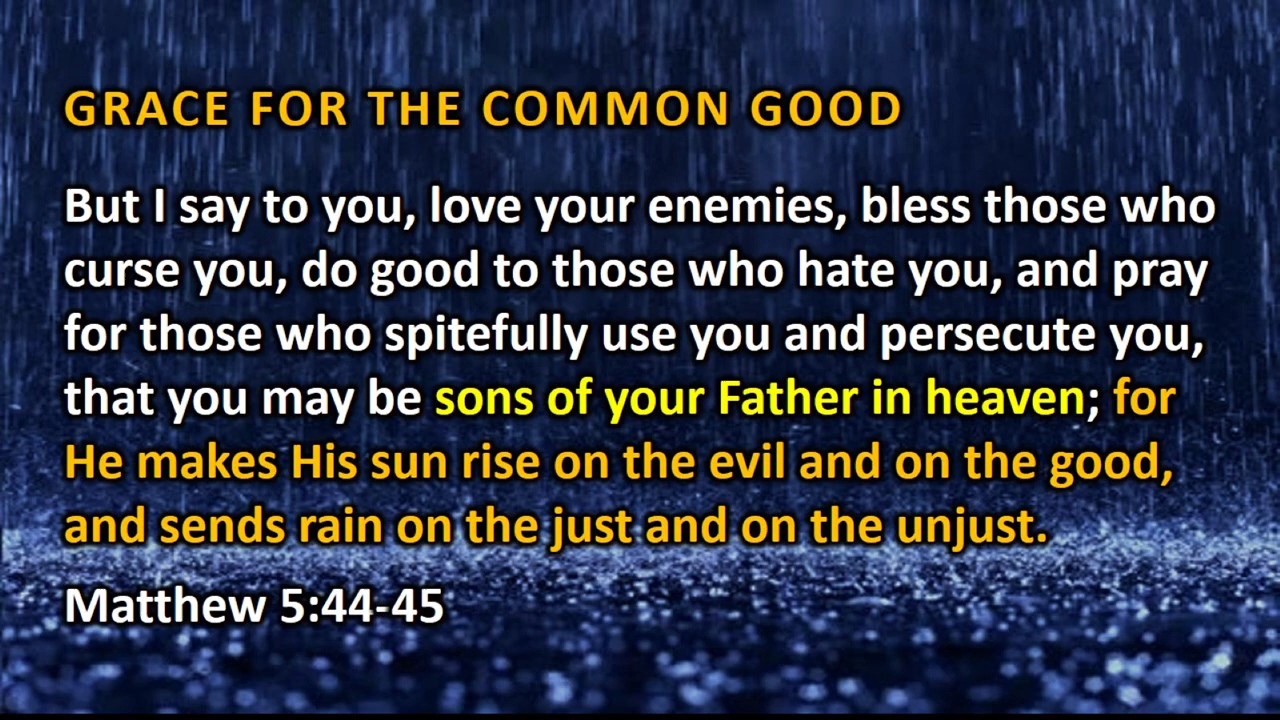 GRACE FOR THE COMMON GOOD
But I say to you, love your enemies, bless those who
curse you, do good to those who hate you, and pray
for those who spitefully use you and persecute you,
that you may be sons of your Father in heaven; for
He makes His sun rise on the evil and on the good,
and sends rain on the just and on the unjust.
Matthew 5:44-45